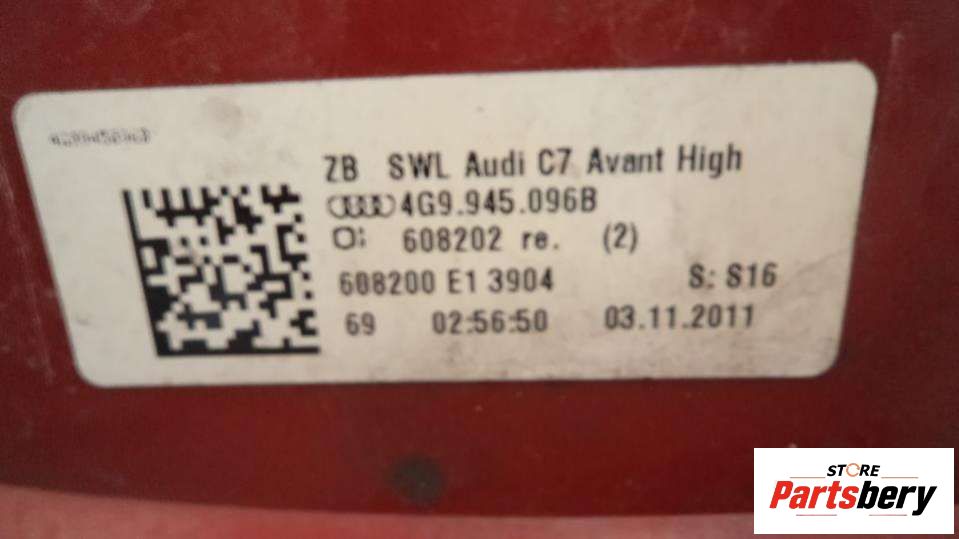 ZB SWL Audi C7 Avant High
4G9.945.096B
O: 608202 re. (2)
608200 E1 3904 S: S16
69 02:56:50 03.11.2011
STORE
Partsbery